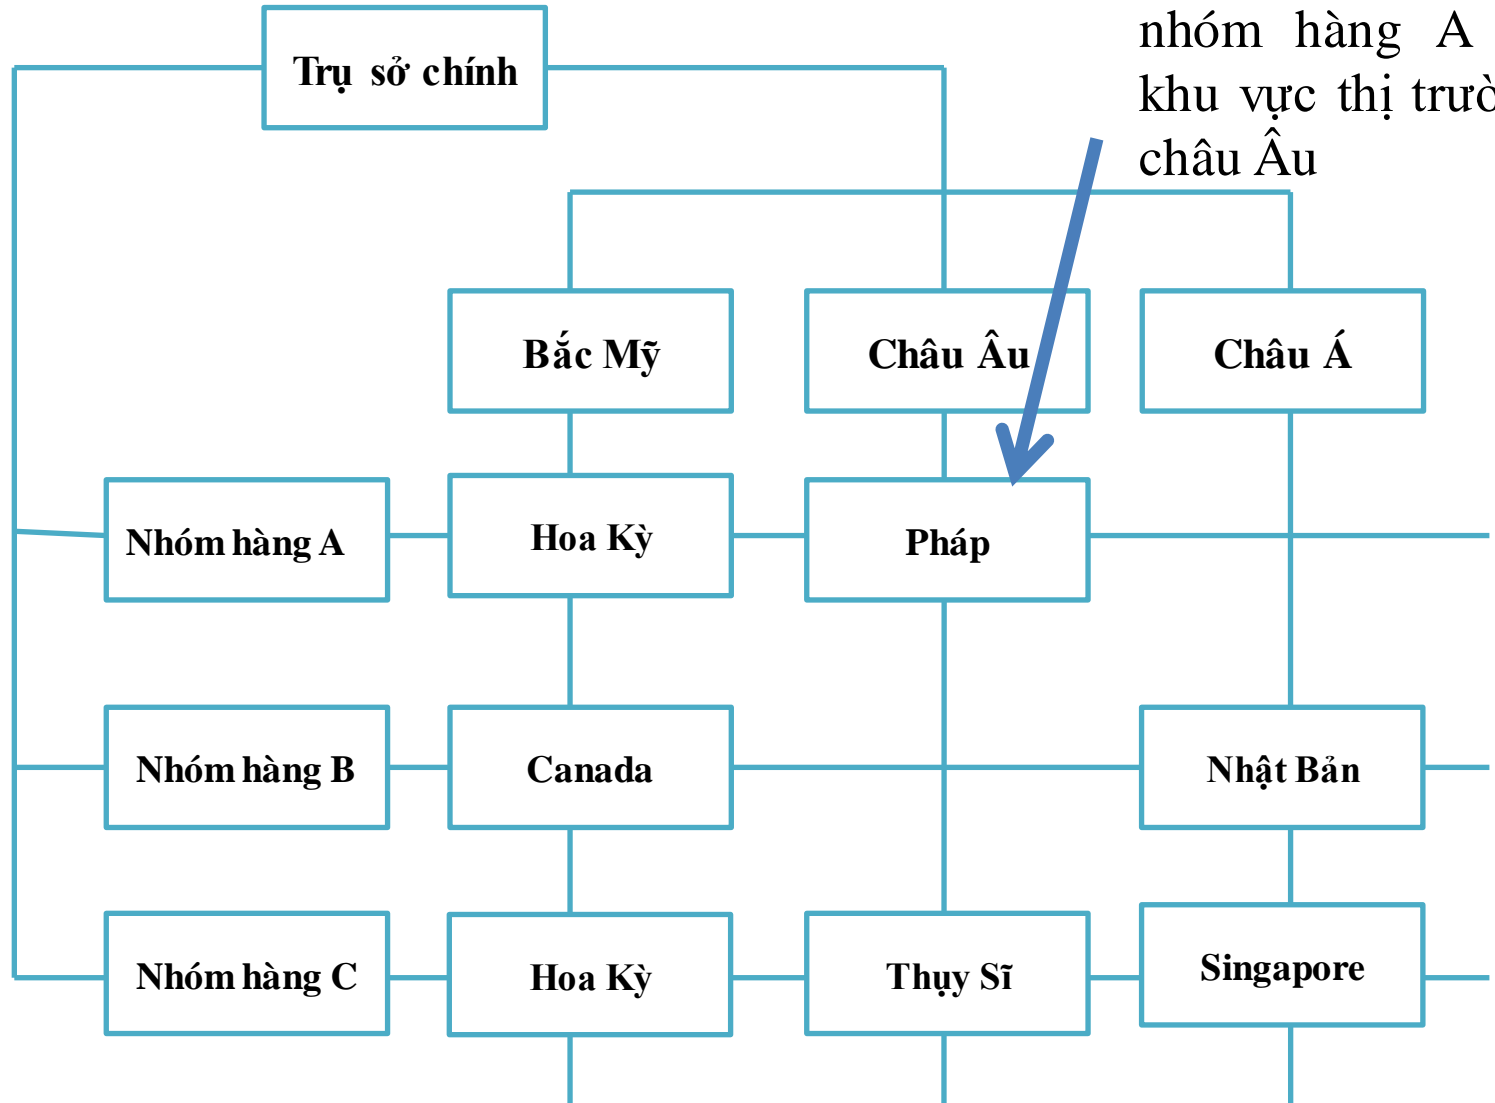 nhóm hàng A
khu vực thị trườ
châu Âu
Trụ sở chính
Bắc Mỹ
Châu Âu
Châu Á
Nhóm hàng A
Hoa Kỳ
Pháp
Nhóm hàng B
Canada
Nhật Bản
Nhóm hàng C
Hoa Kỳ
Thụy Sĩ
Singapore